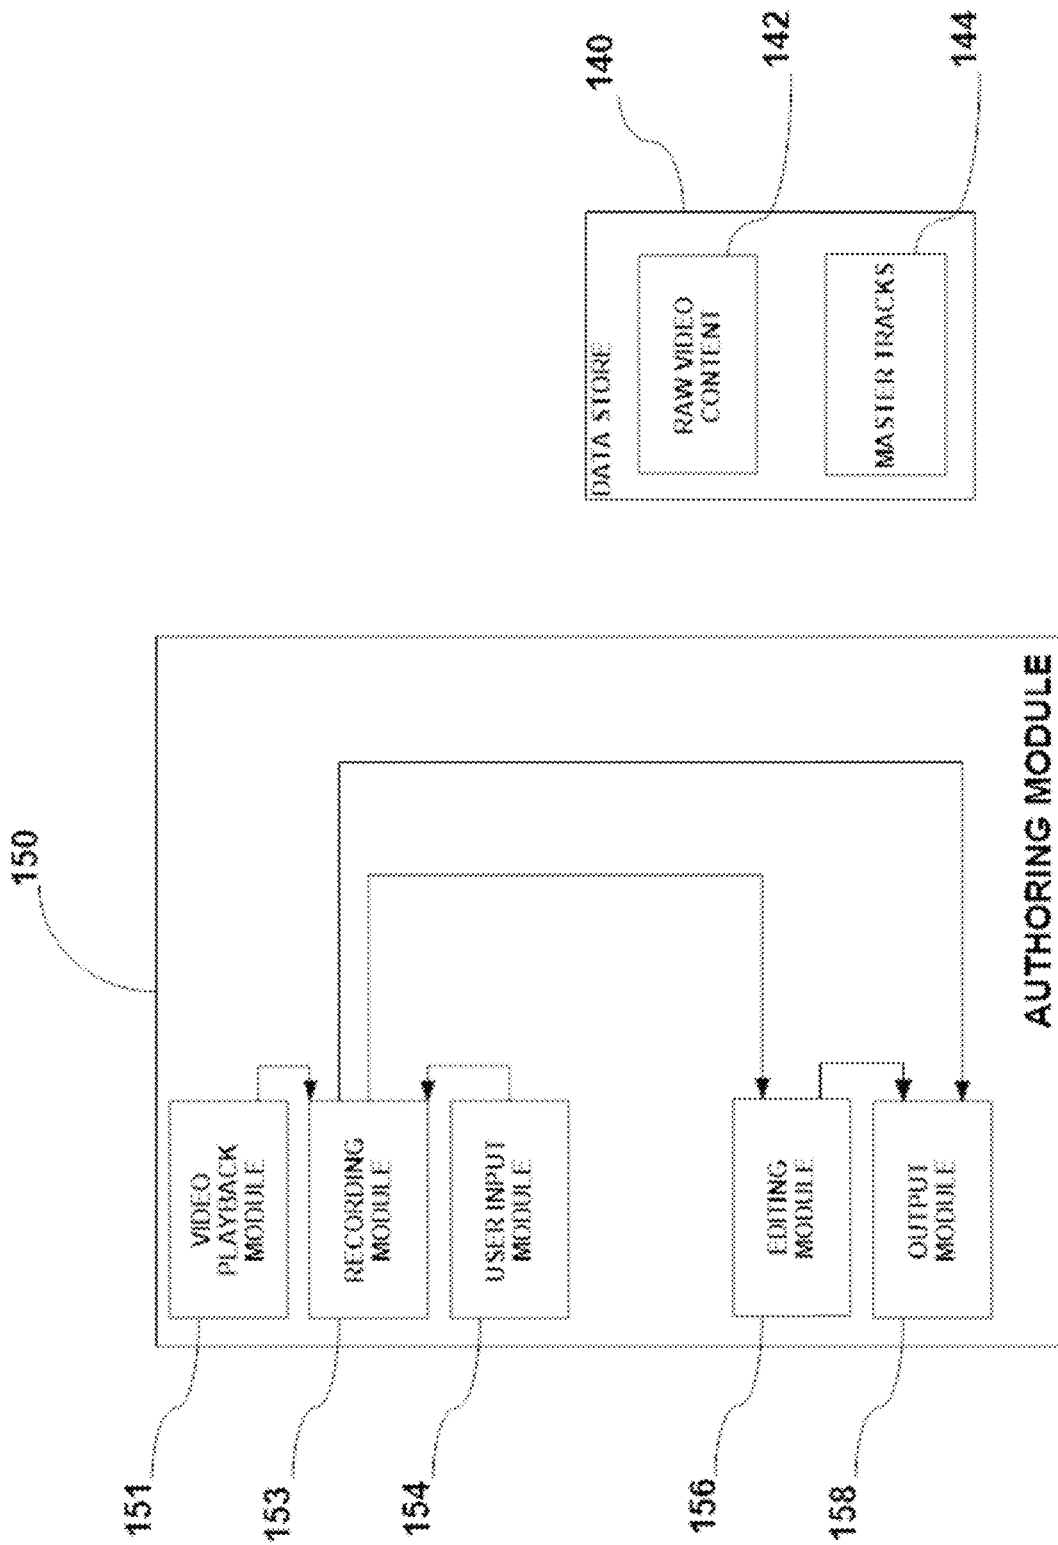 150
AUTHORING MODULE
151
VIDEO
PLAYBACK
MODULE
153
RECORDING
MODULE
154
USER INPUT
MODULE
156
EDITING
MODULE
158
OUTPUT
MODULE
140
DATA STORE
142
RAW VIDEO
CONTENT
144
MASTER TRACKS